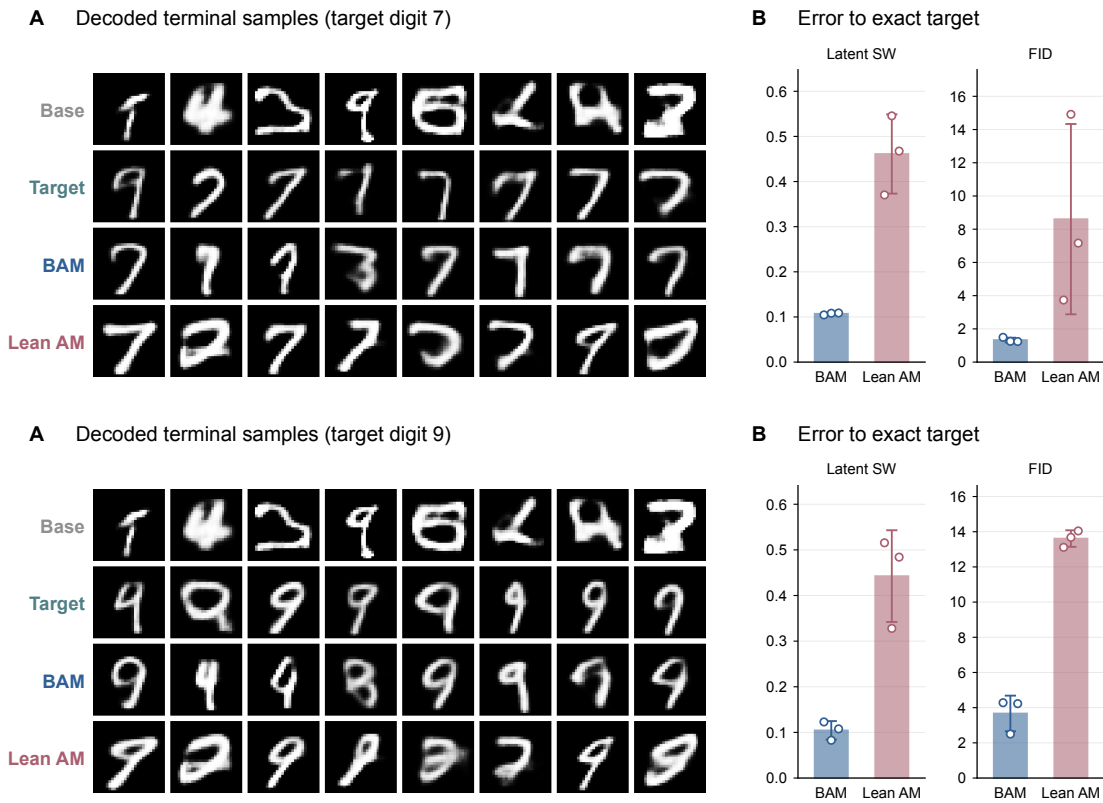 A Decoded terminal samples (target digit 7)
Base
Target
BAM
Lean AM
B Error to exact target
Latent SW
0.6
0.5
0.4
0.3
0.2
0.1
0.0
BAM Lean AM
FID
16
14
12
10
8
6
4
2
0
BAM Lean AM
A Decoded terminal samples (target digit 9)
Base
Target
BAM
Lean AM
B Error to exact target
Latent SW
0.6
0.5
0.4
0.3
0.2
0.1
0.0
BAM Lean AM
FID
16
14
12
10
8
6
4
2
0
BAM Lean AM